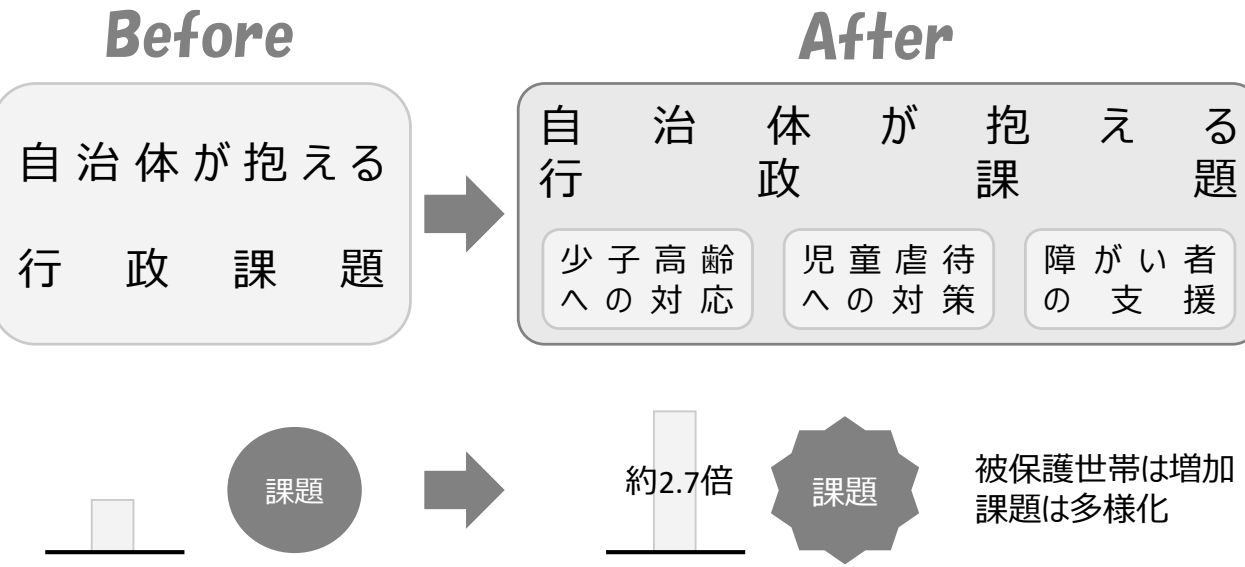 Before
After
自治体が抱える
行政課題
自治体が抱える
行政課題
少子高齢
への対応
児童虐待
への対策
障がい者
の支援
課題
約2.7倍
課題
被保護世帯は増加
課題は多様化